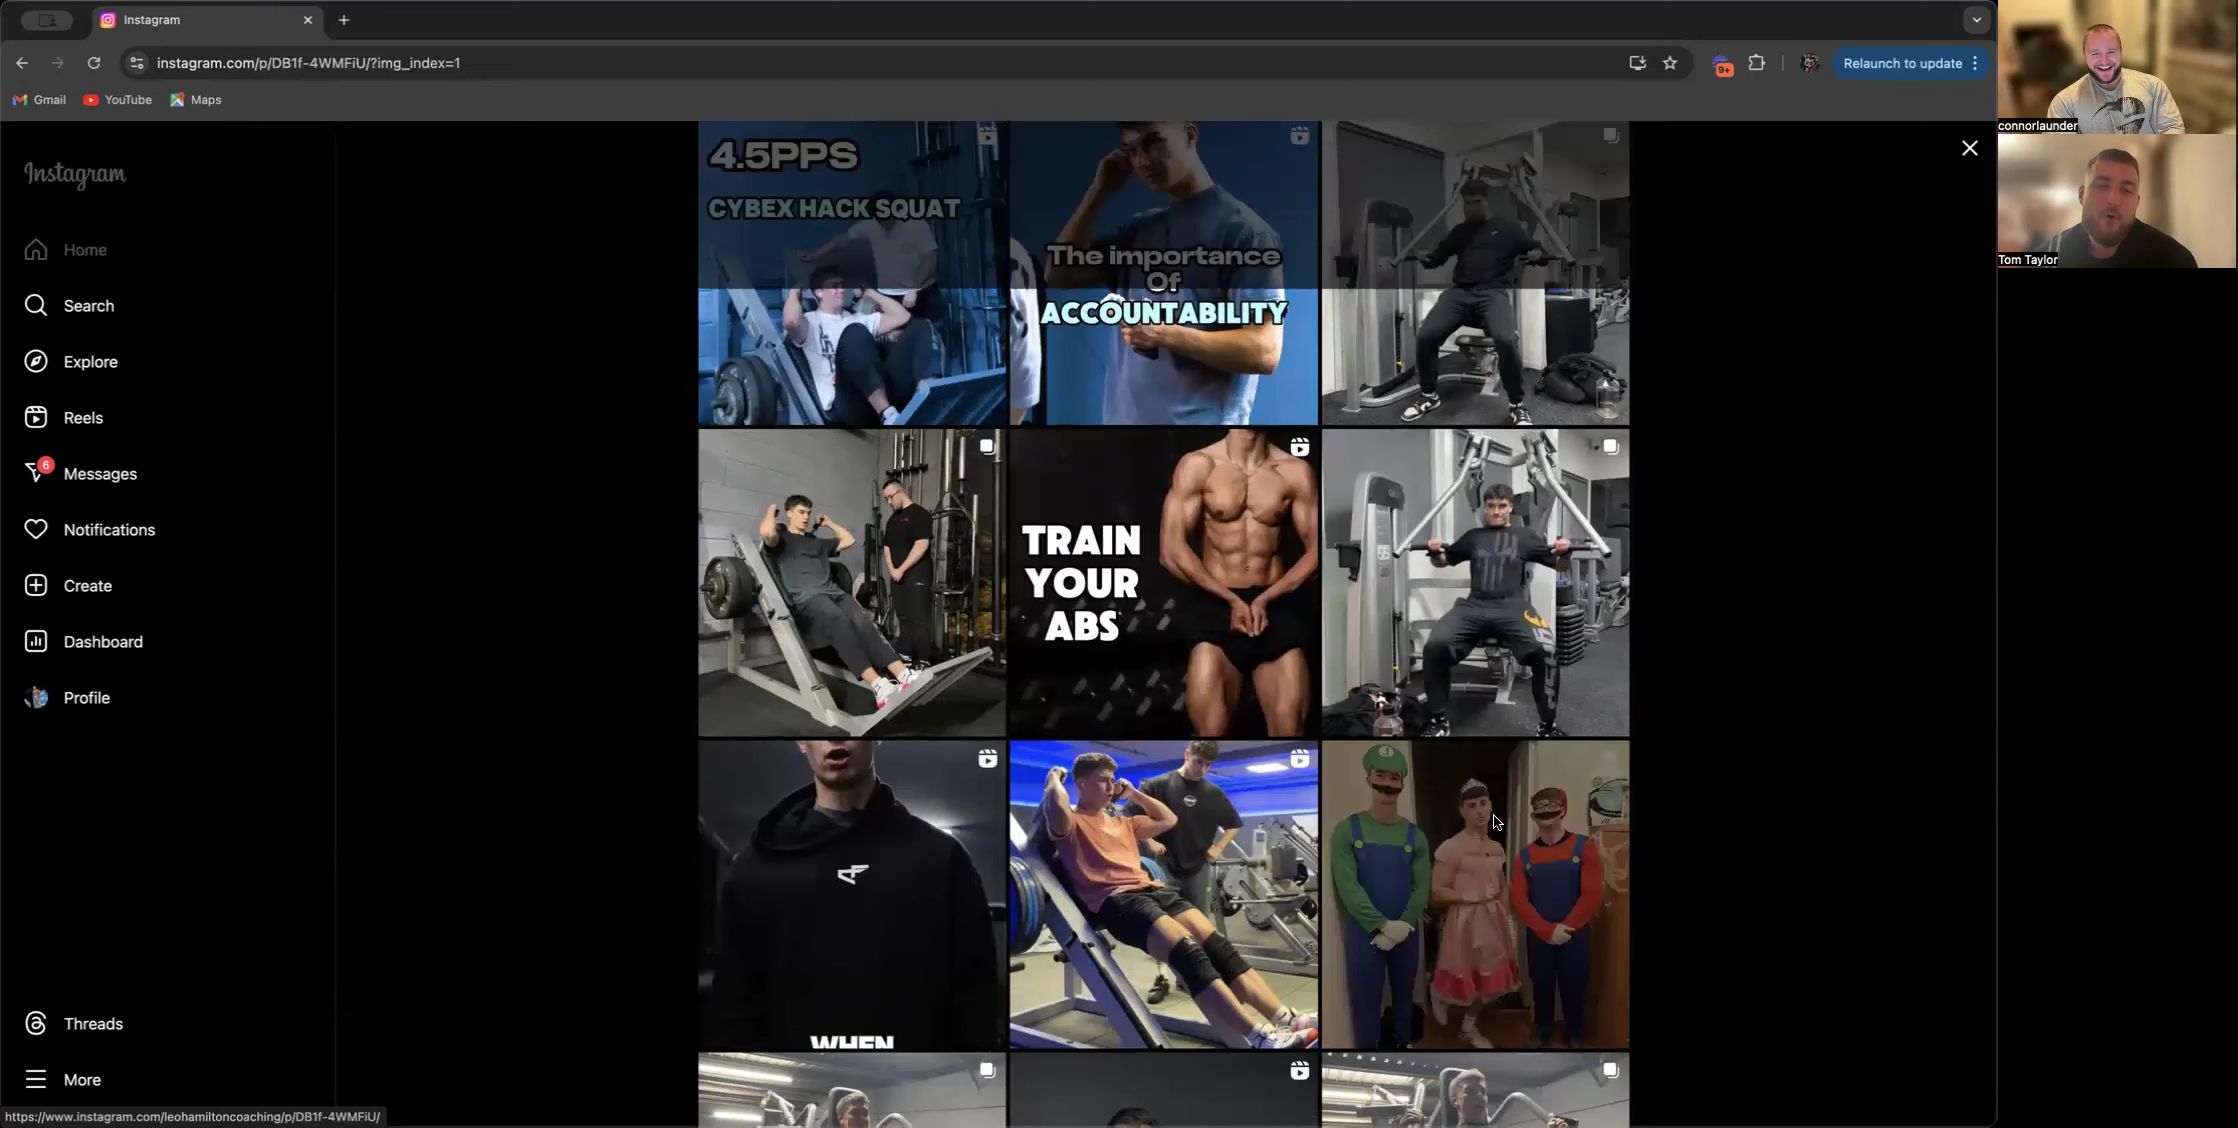 Instagram
instagram.com/p/DB1f-4WMFiU/?img_index=1
9+
Relaunch to update
Gmail
YouTube
Maps
connorlaunder
Tom Taylor
Instagram
Home
Search
Explore
Reels
6
Messages
Notifications
Create
Dashboard
Profile
Threads
More
4.5PPS
CYBEX HACK SQUAT
The importance
Of
ACCOUNTABILITY
TRAIN
YOUR
ABS
WHEN
https://www.instagram.com/leohamiltoncoaching/p/DB1f-4WMFiU/